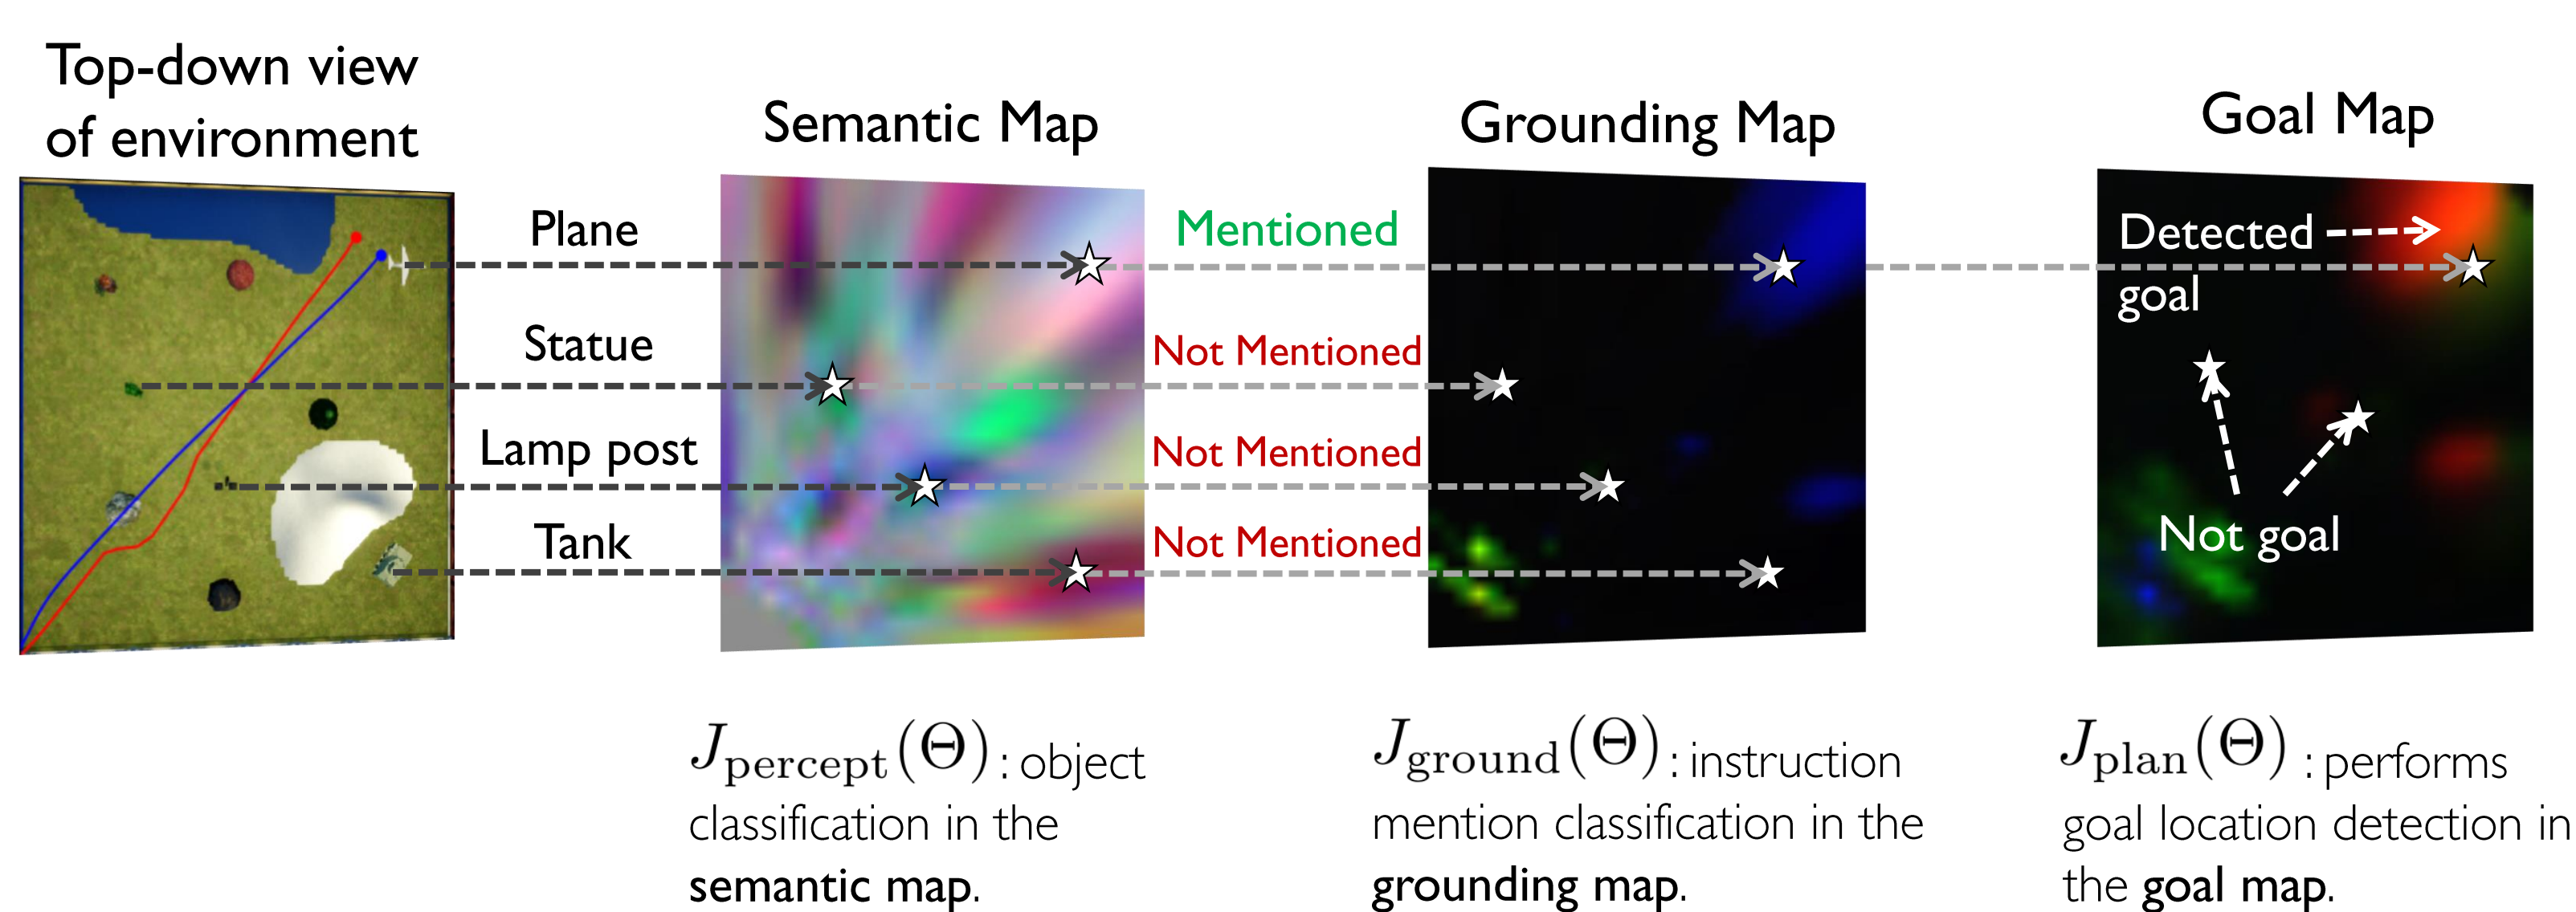 Top-down view
of environment
Semantic Map
Grounding Map
Goal Map
Plane
Mentioned
Detected
goal
Statue
Not Mentioned
Lamp post
Not Mentioned
Tank
Not Mentioned
Not goal
J_percept(Θ) : object
classification in the
semantic map.
J_ground(Θ) : instruction
mention classification in the
grounding map.
J_plan(Θ) : performs
goal location detection in
the goal map.